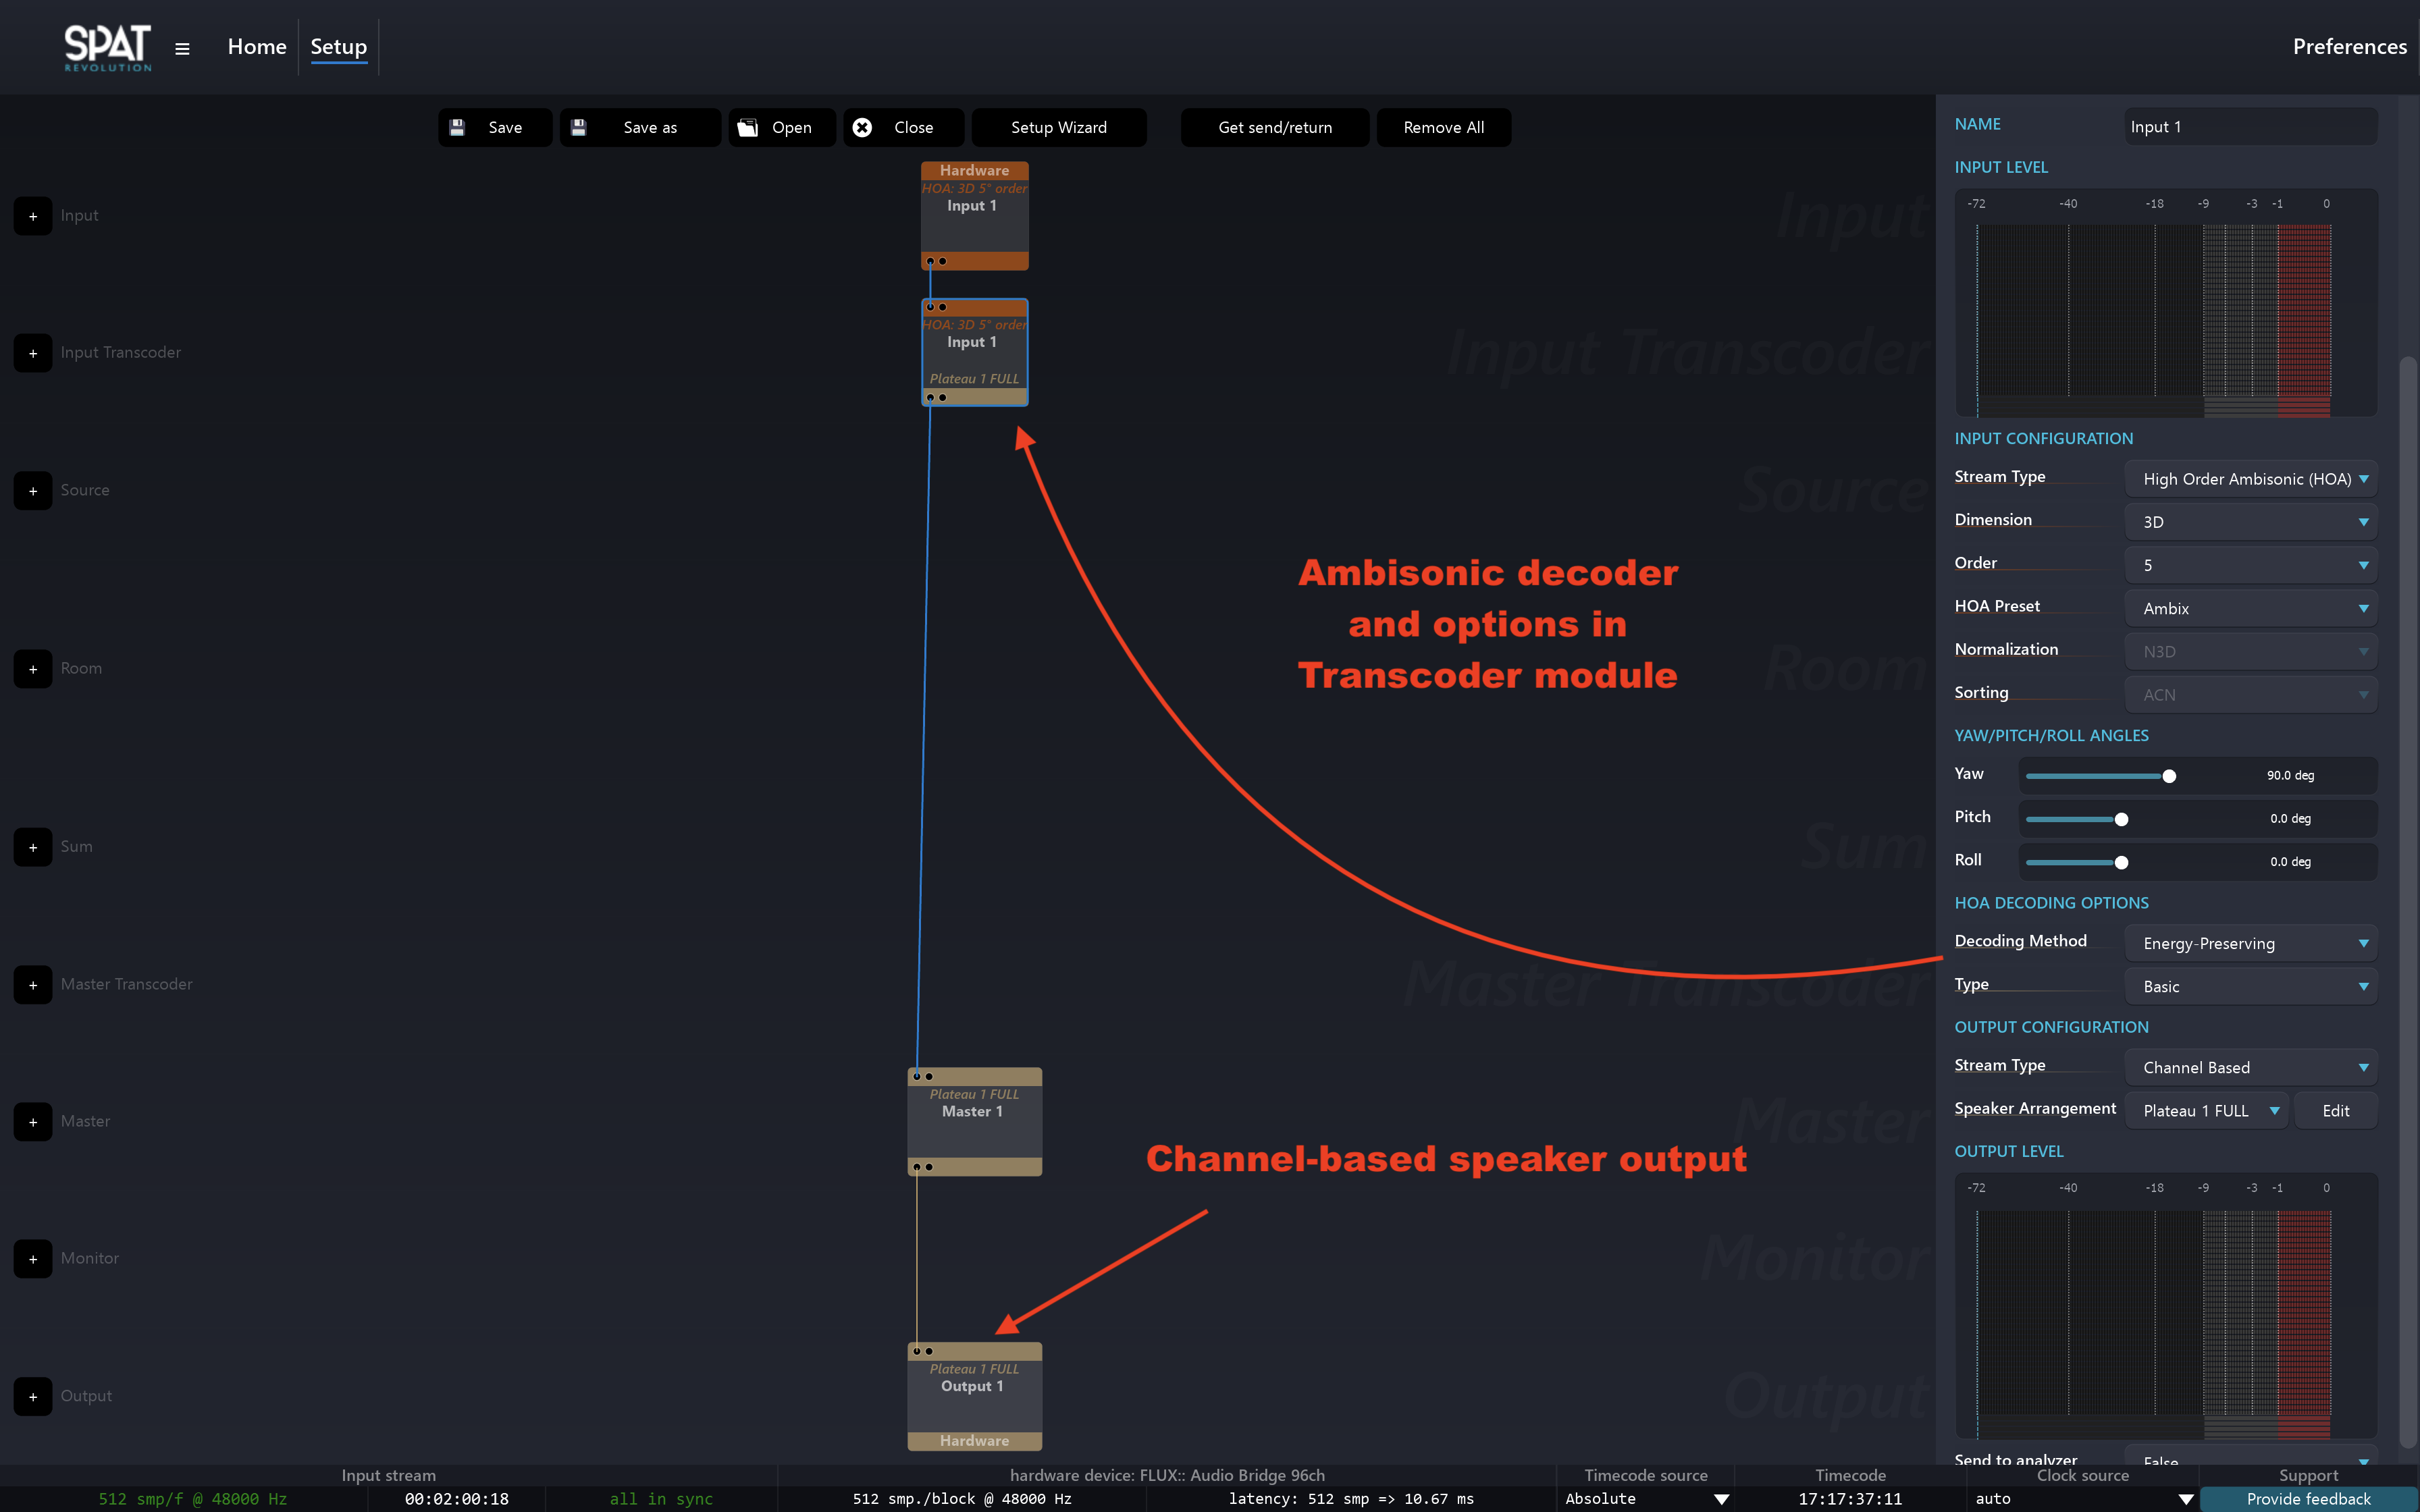 SPAT
REVOLUTION
Home
Setup
Preferences
Save
Save as
Open
Close
Setup Wizard
Get send/return
Remove All
Input
Input Transcoder
Source
Room
Sum
Master Transcoder
Master
Monitor
Output
Hardware
HOA: 3D 5° order
Input 1
HOA: 3D 5° order
Input 1
Plateau 1 FULL
Plateau 1 FULL
Master 1
Plateau 1 FULL
Output 1
Hardware
Input
Input Transcoder
Source
Room
Sum
Master Transcoder
Master
Monitor
Output
Ambisonic decoder
and options in
Transcoder module
Channel-based speaker output
NAME
Input 1
INPUT LEVEL
-72 -40 -18 -9 -3 -1 0
INPUT CONFIGURATION
Stream Type High Order Ambisonic (HOA)
Dimension 3D
Order 5
HOA Preset Ambix
Normalization N3D
Sorting ACN
YAW/PITCH/ROLL ANGLES
Yaw 90.0 deg
Pitch 0.0 deg
Roll 0.0 deg
HOA DECODING OPTIONS
Decoding Method Energy-Preserving
Type Basic
OUTPUT CONFIGURATION
Stream Type Channel Based
Speaker Arrangement Plateau 1 FULL Edit
OUTPUT LEVEL
-72 -40 -18 -9 -3 -1 0
Send to analyzer False
Input stream
512 smp/f @ 48000 Hz 00:02:00:18 all in sync
hardware device: FLUX:: Audio Bridge 96ch
512 smp./block @ 48000 Hz latency: 512 smp => 10.67 ms
Timecode source
Absolute
Timecode
17:17:37:11
Clock source
auto
Support
Provide feedback